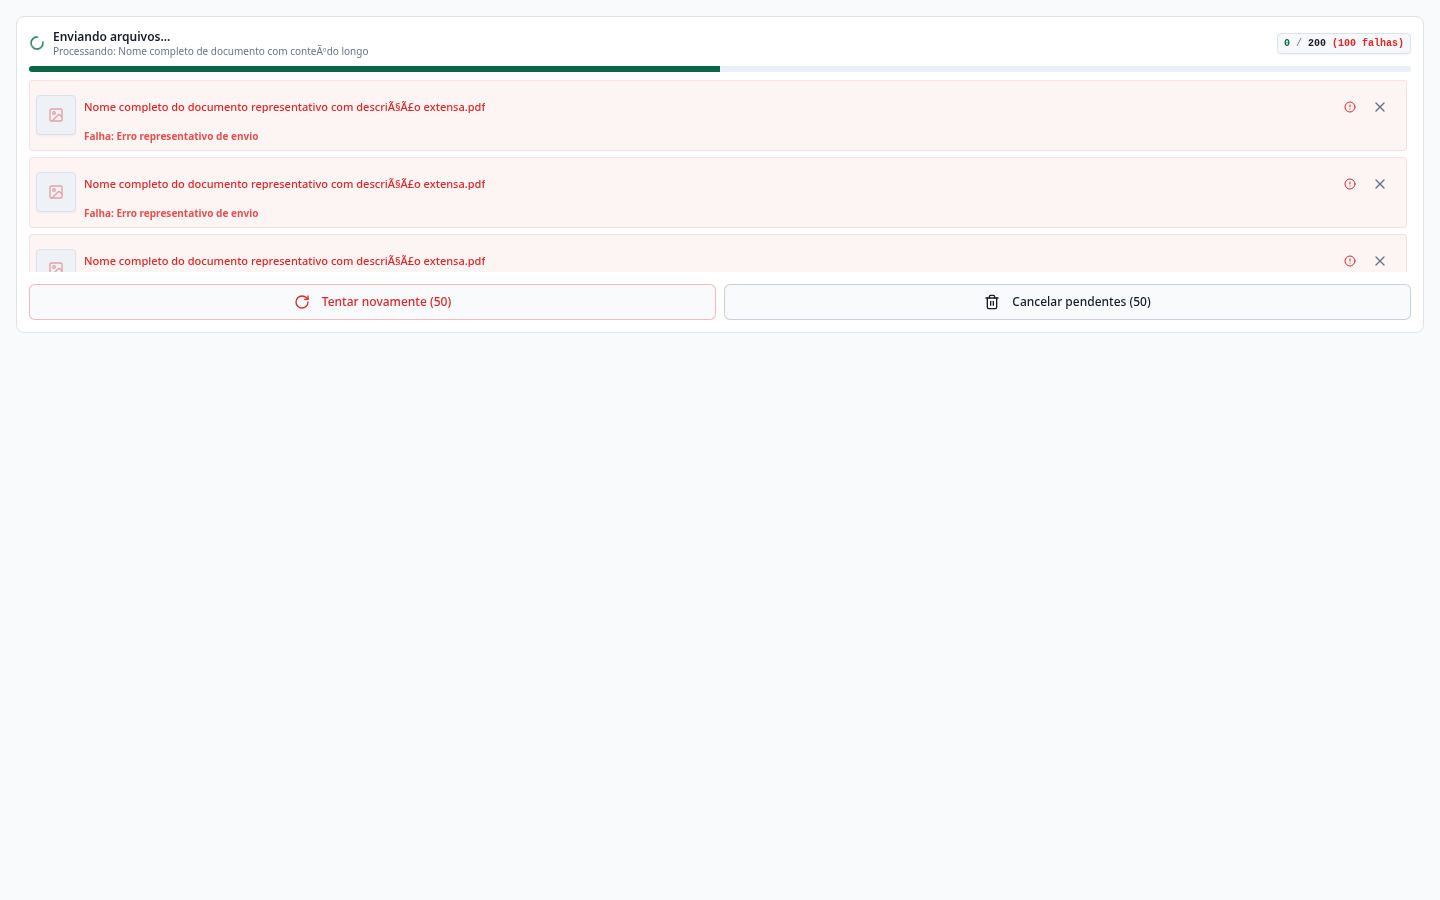 Enviando arquivos...
Processando: Nome completo de documento com conteÃºdo longo
0 / 200 (100 falhas)
Nome completo do documento representativo com descriÃ§Ã£o extensa.pdf
Falha: Erro representativo de envio
Nome completo do documento representativo com descriÃ§Ã£o extensa.pdf
Falha: Erro representativo de envio
Nome completo do documento representativo com descriÃ§Ã£o extensa.pdf
Tentar novamente (50)
Cancelar pendentes (50)